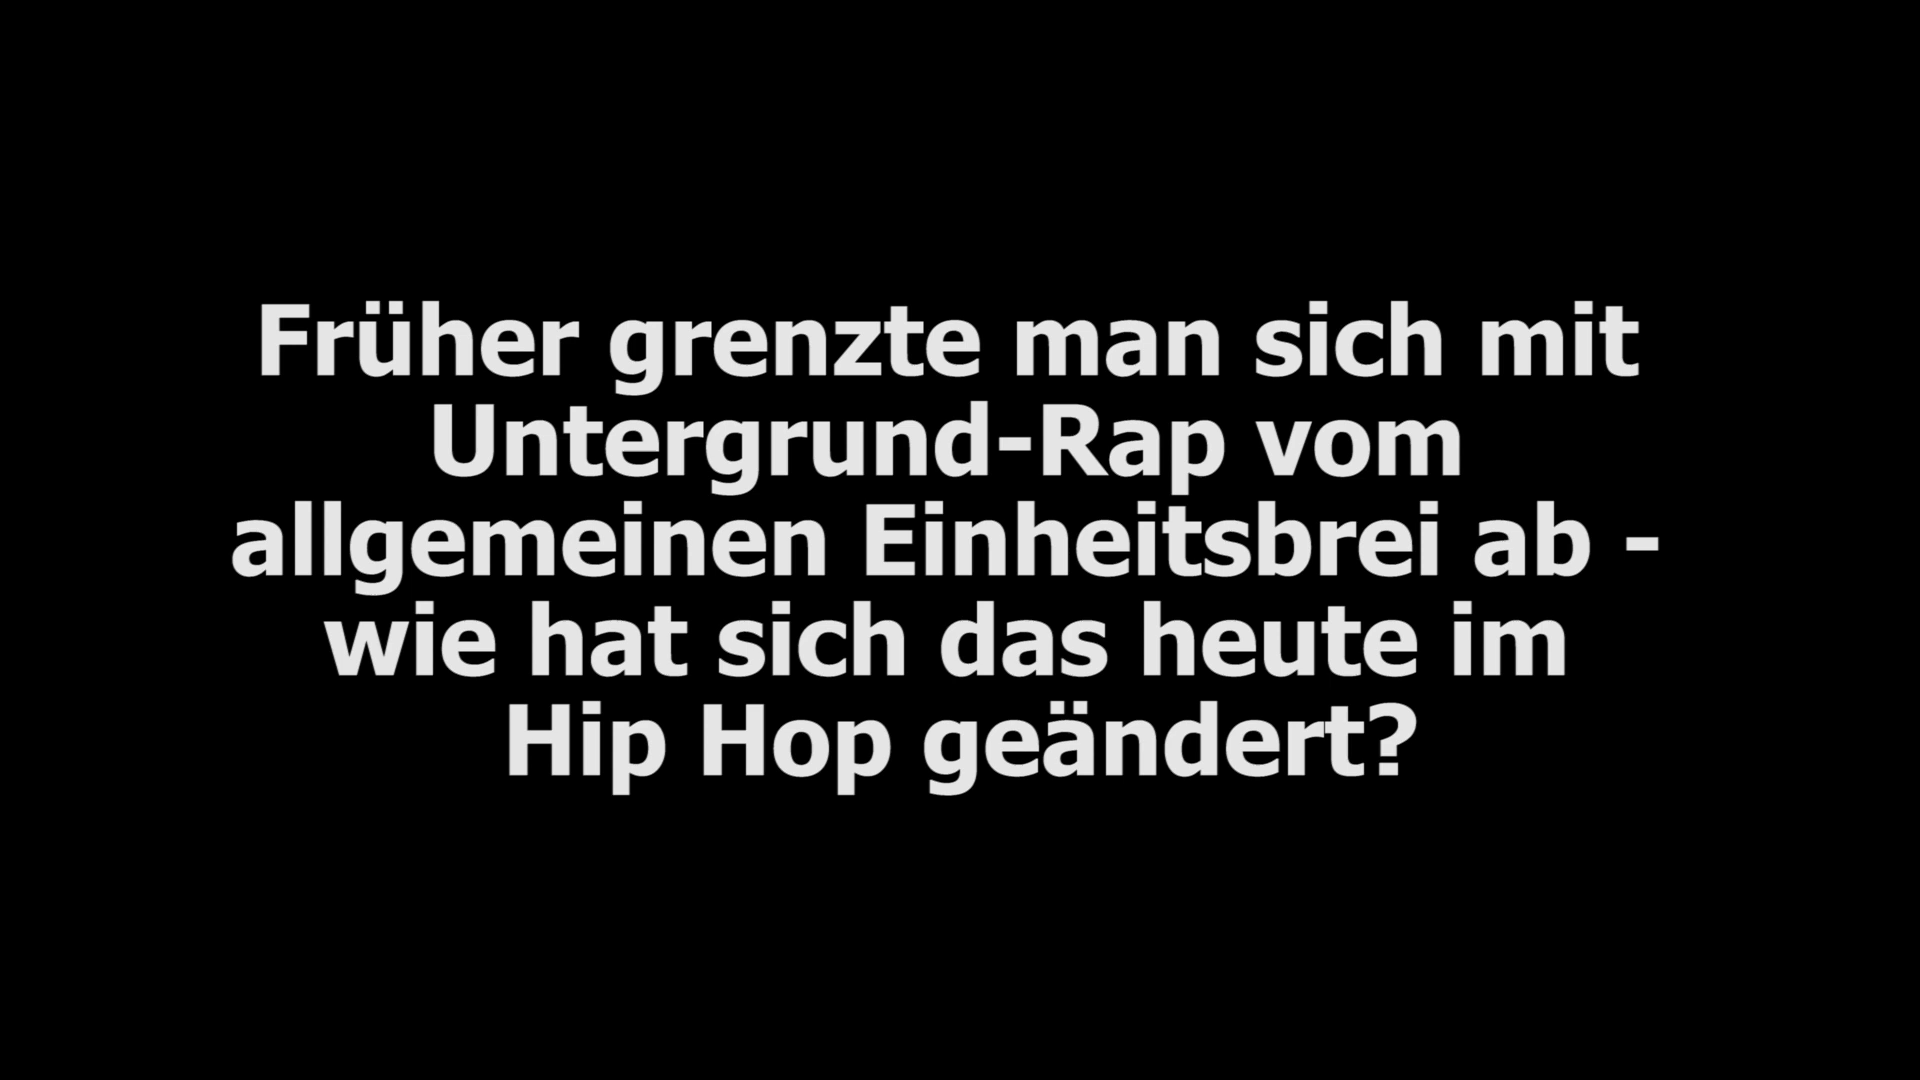 Früher grenzte man sich mit
Untergrund-Rap vom
allgemeinen Einheitsbrei ab -
wie hat sich das heute im
Hip Hop geändert?